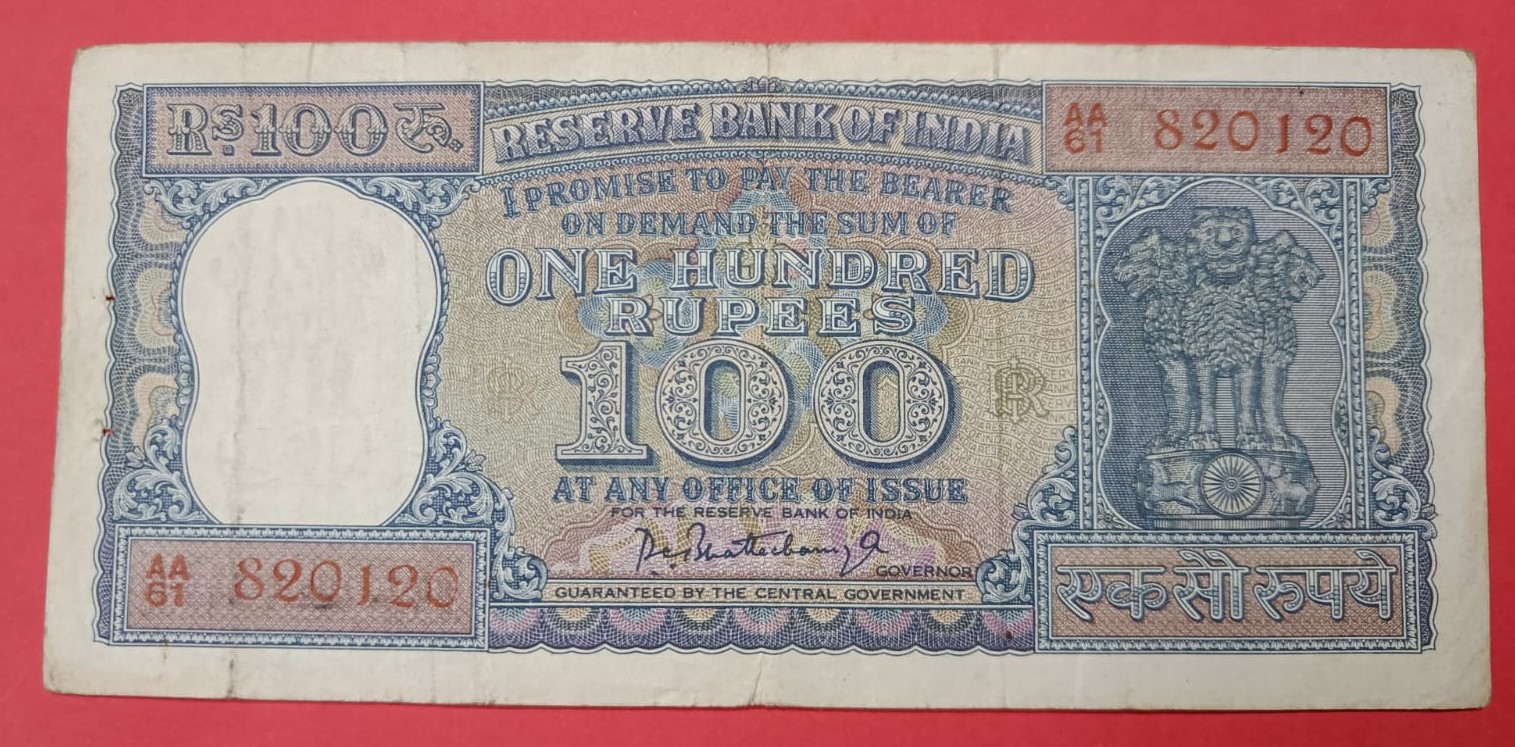 Rs. 100 रु.
RESERVE BANK OF INDIA
AA
61 820120
I PROMISE TO PAY THE BEARER
ON DEMAND THE SUM OF
ONE HUNDRED
RUPEES
100
AT ANY OFFICE OF ISSUE
FOR THE RESERVE BANK OF INDIA
GOVERNOR
GUARANTEED BY THE CENTRAL GOVERNMENT
AA
61 820120
एक सौ रुपये